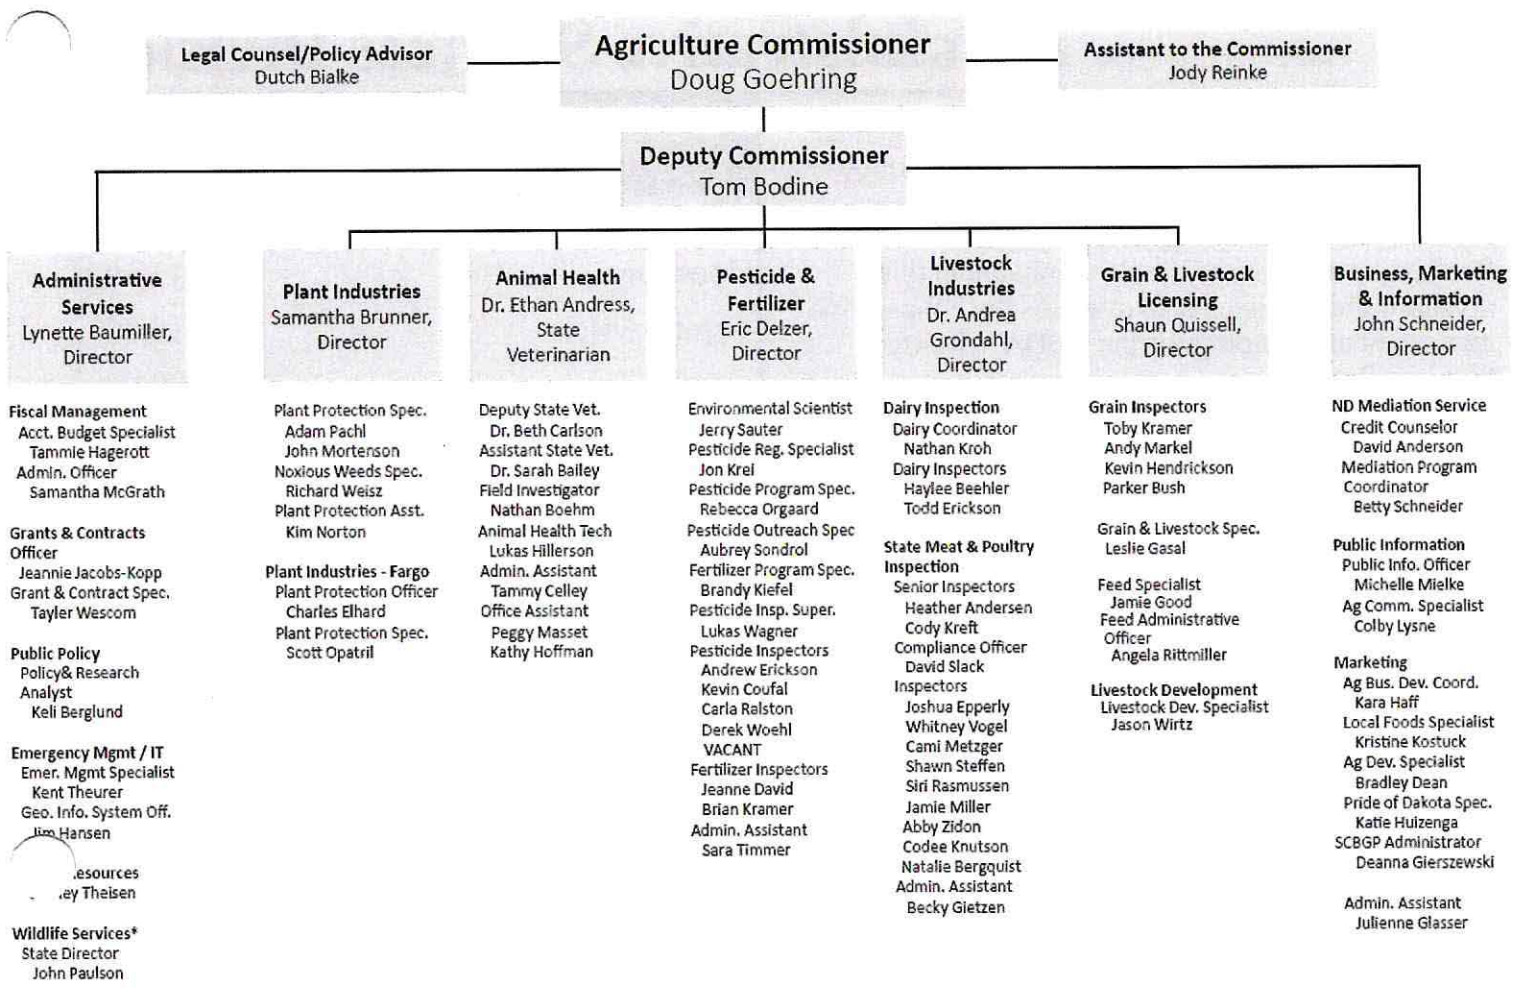 Agriculture Commissioner
Doug Goehring
Legal Counsel/Policy Advisor
Dutch Bialke
Assistant to the Commissioner
Jody Reinke
Deputy Commissioner
Tom Bodine
Administrative
Services
Lynette Baumiller,
Director
Fiscal Management
Acct. Budget Specialist
Tammie Hagerott
Admin. Officer
Samantha McGrath
Grants & Contracts
Officer
Jeannie Jacobs-Kopp
Grant & Contract Spec.
Tayler Wescom
Public Policy
Policy& Research
Analyst
Keli Berglund
Emergency Mgmt / IT
Emer. Mgmt Specialist
Kent Theurer
Geo. Info. System Off.
Jim Hansen
Theisen
Wildlife Services*
State Director
John Paulson
Plant Industries
Samantha Brunner,
Director
Plant Protection Spec.
Adam Pachl
John Mortenson
Noxious Weeds Spec.
Richard Weisz
Plant Protection Asst.
Kim Norton
Plant Industries - Fargo
Plant Protection Officer
Charles Elhard
Plant Protection Spec.
Scott Opatril
Animal Health
Dr. Ethan Andress,
State
Veterinarian
Deputy State Vet.
Dr. Beth Carlson
Assistant State Vet.
Dr. Sarah Bailey
Field Investigator
Nathan Boehm
Animal Health Tech
Lukas Hillerson
Admin. Assistant
Tammy Celley
Office Assistant
Peggy Masset
Kathy Hoffman
Pesticide &
Fertilizer
Eric Delzer,
Director
Environmental Scientist
Jerry Sauter
Pesticide Reg. Specialist
Jon Krei
Pesticide Program Spec.
Rebecca Orgaard
Pesticide Outreach Spec
Aubrey Sondrol
Fertilizer Program Spec.
Brandy Kiefel
Pesticide Insp. Super.
Lukas Wagner
Pesticide Inspectors
Andrew Erickson
Kevin Coufal
Carla Ralston
Derek Woehl
VACANT
Fertilizer Inspectors
Jeanne David
Brian Kramer
Admin. Assistant
Sara Timmer
Livestock
Industries
Dr. Andrea
Grondahl,
Director
Dairy Inspection
Dairy Coordinator
Nathan Kroh
Dairy Inspectors
Haylee Beehler
Todd Erickson
State Meat & Poultry
Inspection
Senior Inspectors
Heather Andersen
Cody Kreft
Compliance Officer
David Slack
Inspectors
Joshua Epperly
Whitney Vogel
Cami Metzger
Shawn Steffen
Siri Rasmussen
Jamie Miller
Abby Zidon
Codee Knutson
Natalie Bergquist
Admin. Assistant
Becky Gietzen
Grain & Livestock
Licensing
Shaun Quissell,
Director
Grain Inspectors
Toby Kramer
Andy Markel
Kevin Hendrickson
Parker Bush
Grain & Livestock Spec.
Leslie Gasal
Feed Specialist
Jamie Good
Feed Administrative
Officer
Angela Rittmiller
Livestock Development
Livestock Dev. Specialist
Jason Wirtz
Business, Marketing
& Information
John Schneider,
Director
ND Mediation Service
Credit Counselor
David Anderson
Mediation Program
Coordinator
Betty Schneider
Public Information
Public Info. Officer
Michelle Mielke
Ag Comm. Specialist
Colby Lysne
Marketing
Ag Bus. Dev. Coord.
Kara Haff
Local Foods Specialist
Kristine Kostuck
Ag Dev. Specialist
Bradley Dean
Pride of Dakota Spec.
Katie Huizenga
SCBGP Administrator
Deanna Gierszewski
Admin. Assistant
Julienne Glasser